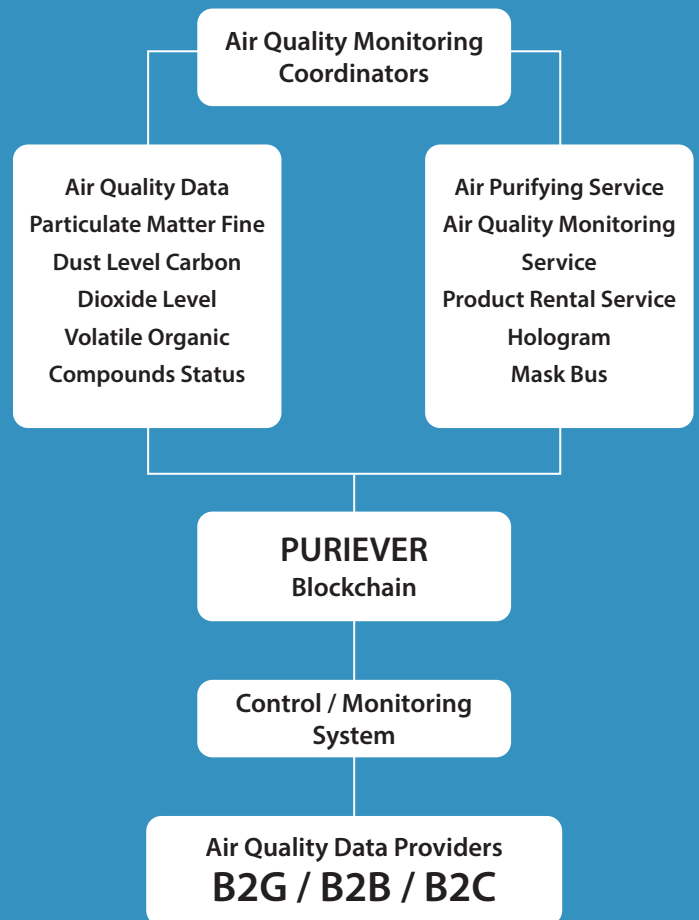 Air Quality Monitoring
Coordinators
Air Quality Data
Particulate Matter Fine
Dust Level Carbon
Dioxide Level
Volatile Organic
Compounds Status
Air Purifying Service
Air Quality Monitoring
Service
Product Rental Service
Hologram
Mask Bus
PURIEVER
Blockchain
Control / Monitoring
System
Air Quality Data Providers
B2G / B2B / B2C